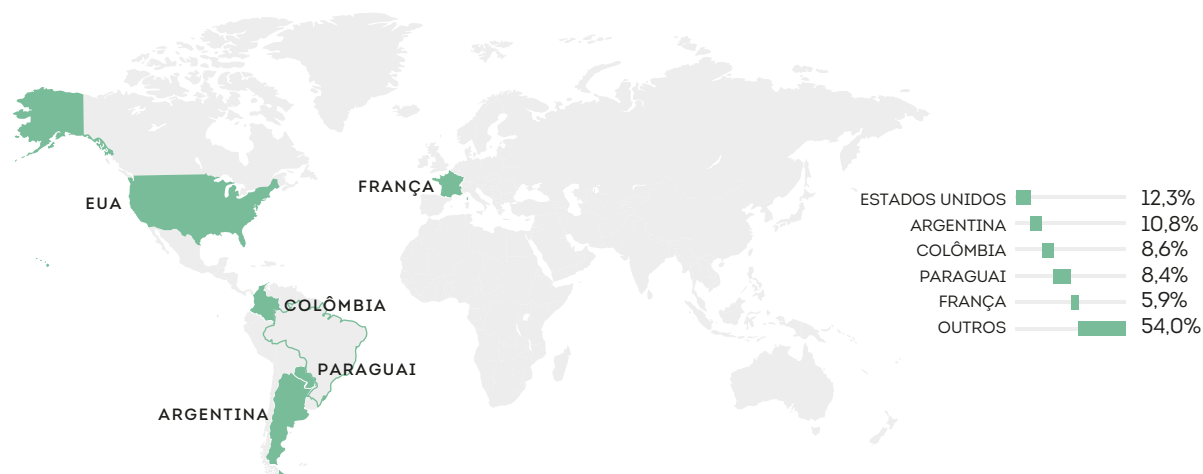 FRANÇA
EUA
COLÔMBIA
PARAGUAI
ARGENTINA
ESTADOS UNIDOS 12,3%
ARGENTINA 10,8%
COLÔMBIA 8,6%
PARAGUAI 8,4%
FRANÇA 5,9%
OUTROS 54,0%